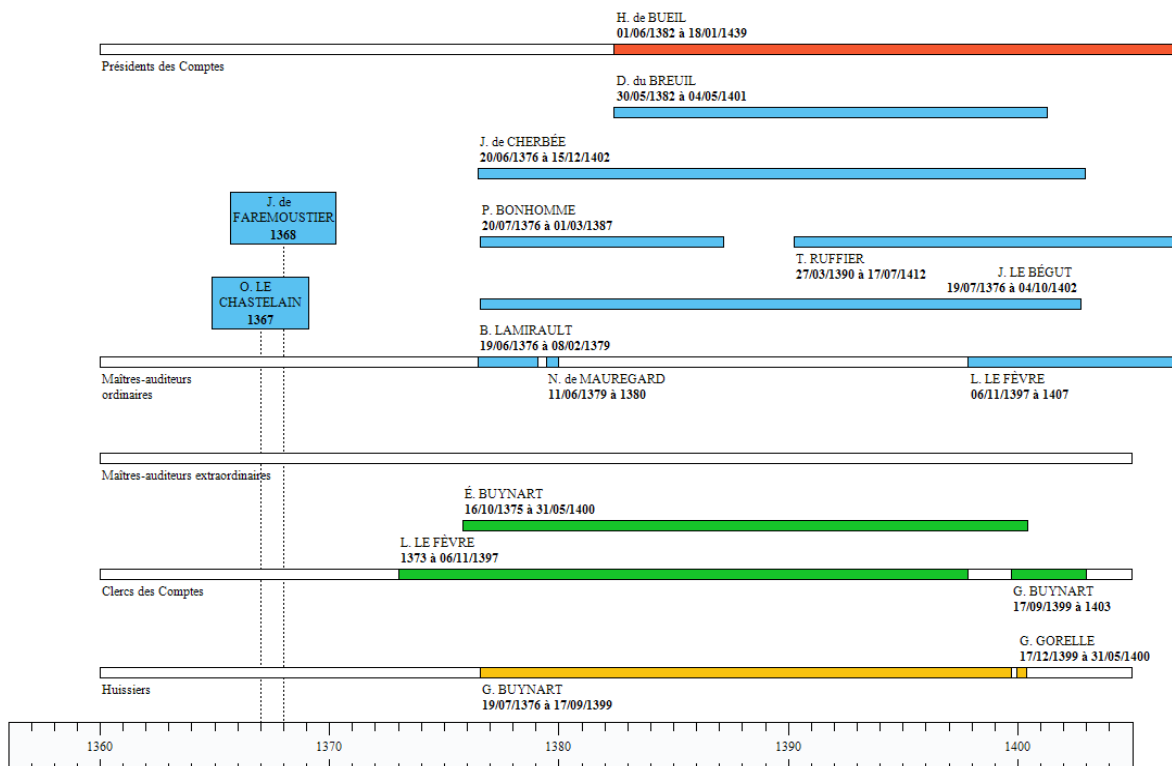 H. de BUEIL
01/06/1382 à 18/01/1439
Présidents des Comptes
D. du BREUIL
30/05/1382 à 04/05/1401
J. de CHERBÉE
20/06/1376 à 15/12/1402
J. de
FAREMOUSTIER
1368
P. BONHOMME
20/07/1376 à 01/03/1387
T. RUFFIER
27/03/1390 à 17/07/1412
J. LE BÉGUT
19/07/1376 à 04/10/1402
O. LE
CHASTELAIN
1367
B. LAMIRAULT
19/06/1376 à 08/02/1379
Maîtres-auditeurs
ordinaires
N. de MAUREGARD
11/06/1379 à 1380
L. LE FÈVRE
06/11/1397 à 1407
Maîtres-auditeurs extraordinaires
É. BUYNART
16/10/1375 à 31/05/1400
L. LE FÈVRE
1373 à 06/11/1397
Clercs des Comptes
G. BUYNART
17/09/1399 à 1403
G. GORELLE
17/12/1399 à 31/05/1400
Huissiers
G. BUYNART
19/07/1376 à 17/09/1399
1360 1370 1380 1390 1400